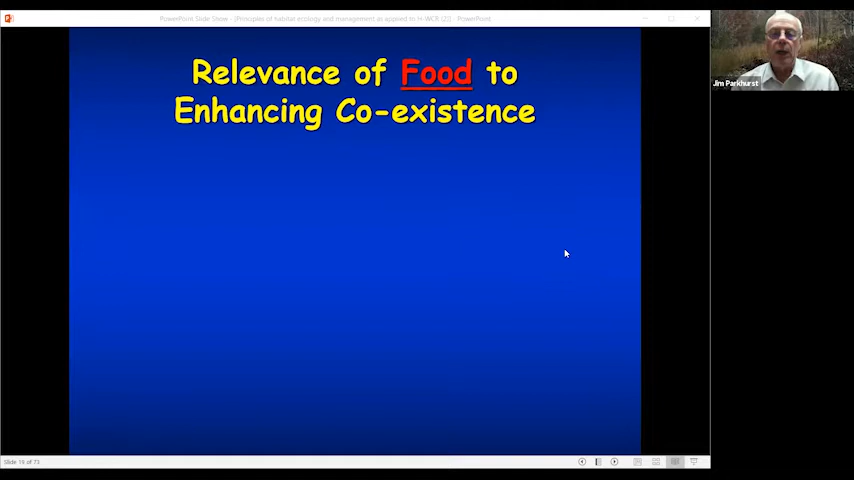 PowerPoint Slide Show - [Principles of habitat ecology and management as applied to H-WCR (2)] - PowerPoint
Jim Parkhurst
Relevance of Food to
Enhancing Co-existence
Slide 19 of 73